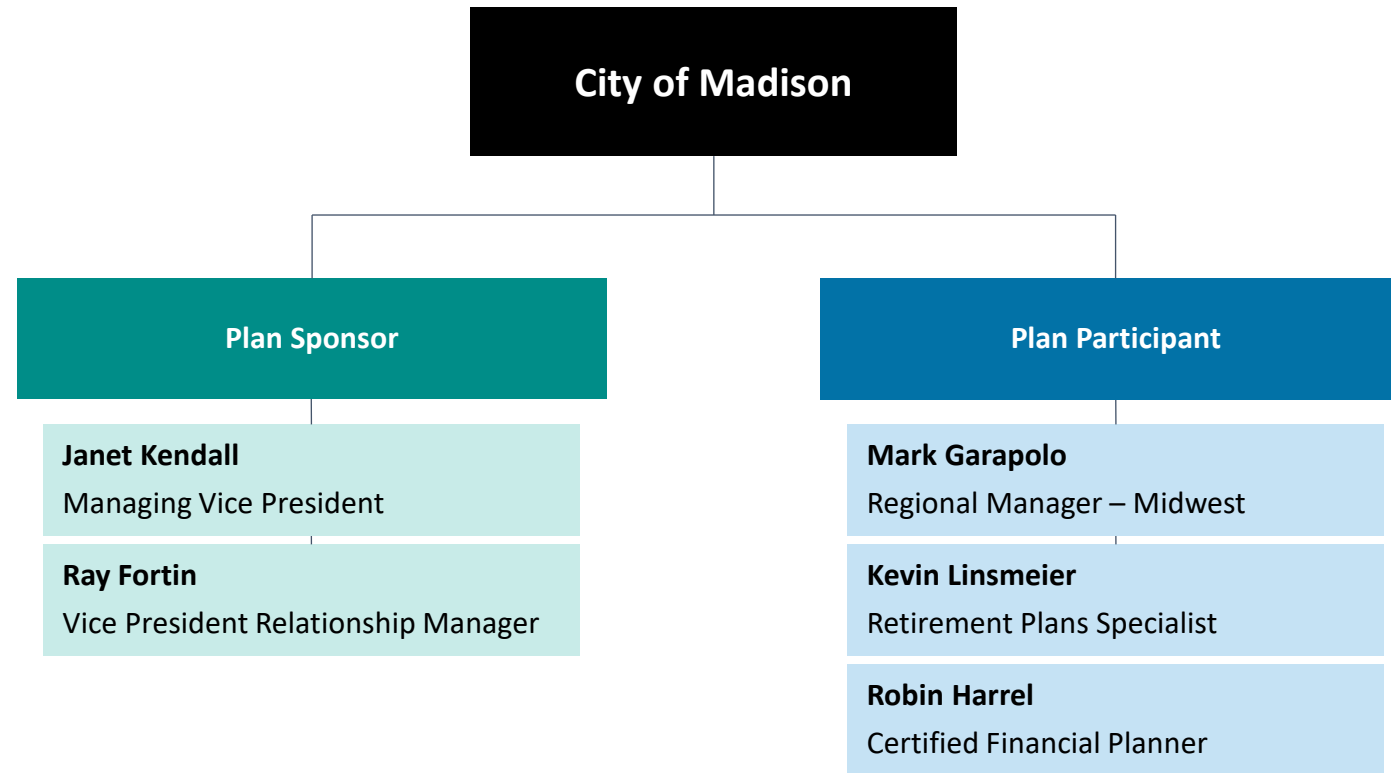 City of Madison
Plan Sponsor
Janet Kendall
Managing Vice President
Ray Fortin
Vice President Relationship Manager
Plan Participant
Mark Garapolo
Regional Manager – Midwest
Kevin Linsmeier
Retirement Plans Specialist
Robin Harrel
Certified Financial Planner